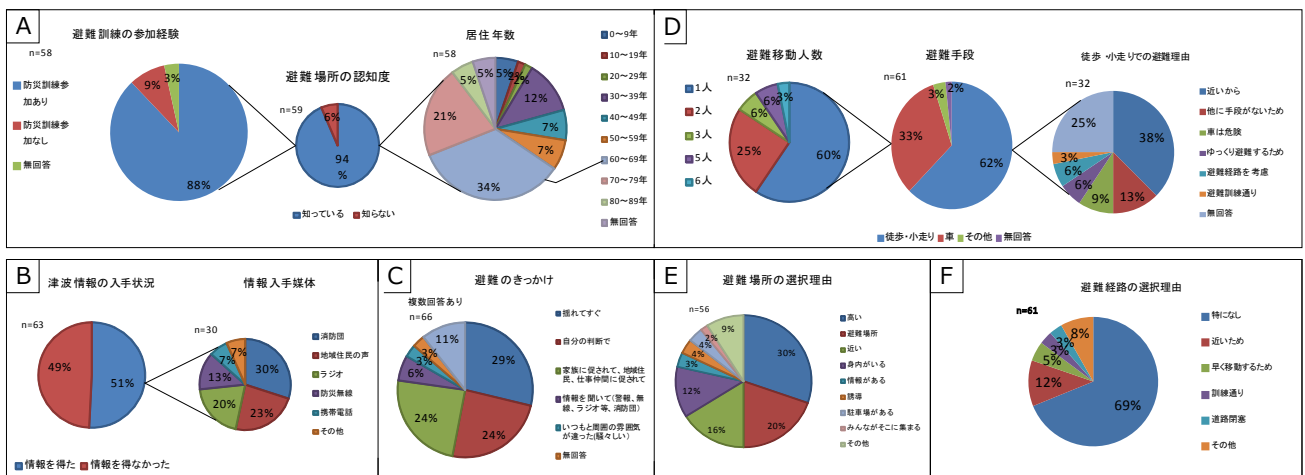 A
避難訓練の参加経験
n=58
防災訓練参
加あり
防災訓練参
加なし
無回答
9%
3%
88%
避難場所の認知度
n=59
6%
94
%
知っている
知らない
居住年数
n=58
5%
2%
2%
12%
7%
7%
34%
21%
5%
5%
0〜9年
10〜19年
20〜29年
30〜39年
40〜49年
50〜59年
60〜69年
70〜79年
80〜89年
無回答
D
避難移動人数
n=32
1人
2人
3人
5人
6人
60%
25%
6%
6%
3%
避難手段
n=61
62%
33%
3%
2%
徒歩・小走り
車
その他
無回答
徒歩・小走りでの避難理由
n=32
38%
13%
9%
6%
6%
3%
25%
近いから
他に手段がないため
車は危険
ゆっくり避難するため
避難経路を考慮
避難訓練通り
無回答
B
津波情報の入手状況
n=63
49%
51%
情報を得た
情報を得なかった
情報入手媒体
n=30
30%
23%
20%
13%
7%
7%
消防団
地域住民の声
ラジオ
防災無線
携帯電話
その他
C
避難のきっかけ
複数回答あり
n=66
29%
24%
24%
6%
3%
3%
11%
揺れてすぐ
自分の判断で
家族に促されて、地域住
民、仕事仲間に促されて
情報を聞いて(警報、無
線、ラジオ等、消防団)
いつもと周囲の雰囲気
が違った(騒々しい)
無回答
E
避難場所の選択理由
n=56
30%
20%
16%
12%
3%
4%
4%
2%
9%
高い
避難場所
近い
身内がいる
情報がある
誘導
駐車場がある
みんながそこに集まる
その他
F
避難経路の選択理由
n=61
69%
12%
5%
3%
3%
8%
特になし
近いため
早く移動するため
訓練通り
道路閉塞
その他